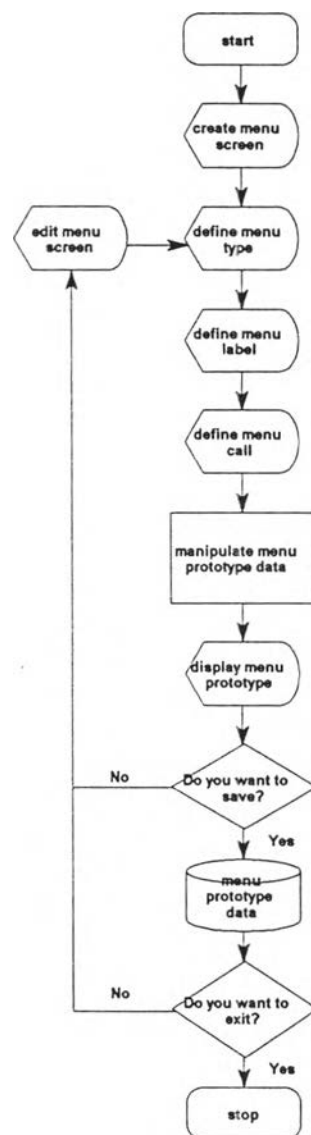 start
create menu
screen
edit menu
screen
define menu
type
define menu
label
define menu
call
manipulate menu
prototype data
display menu
prototype
No
Do you want to
save?
Yes
menu
prototype
data
No
Do you want to
exit?
Yes
stop